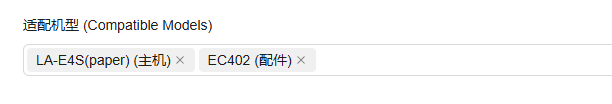 适配机型 (Compatible Models)
LA-E4S(paper) (主机) × EC402 (配件) ×